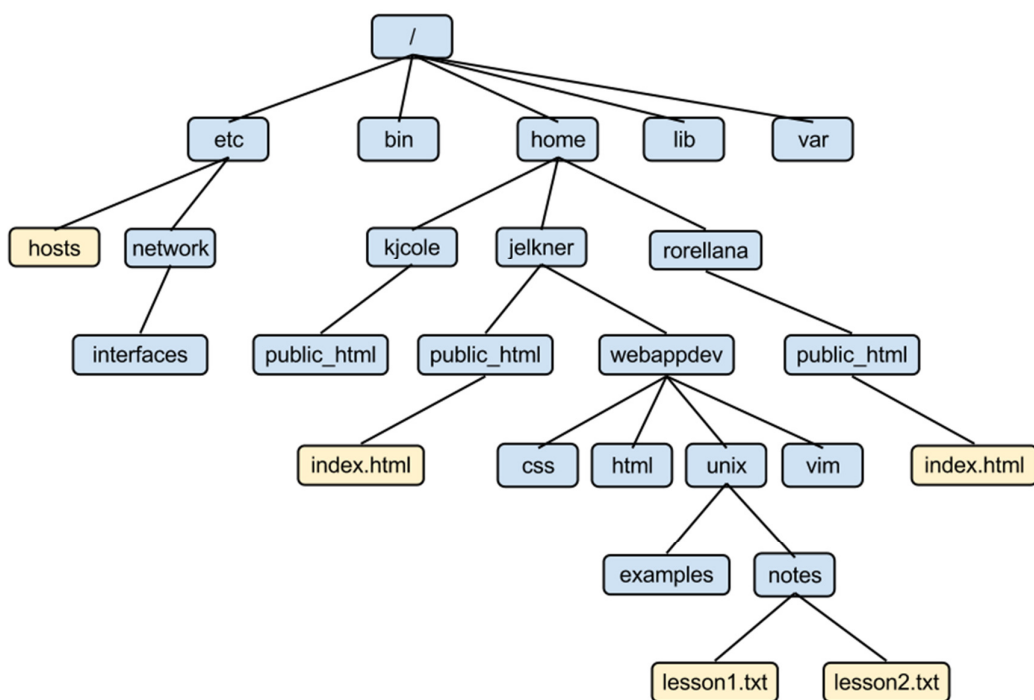 /
etc
bin
home
lib
var
hosts
network
kjcole
jelkner
rorellana
interfaces
public_html
public_html
webappdev
public_html
index.html
css
html
unix
vim
index.html
examples
notes
lesson1.txt
lesson2.txt